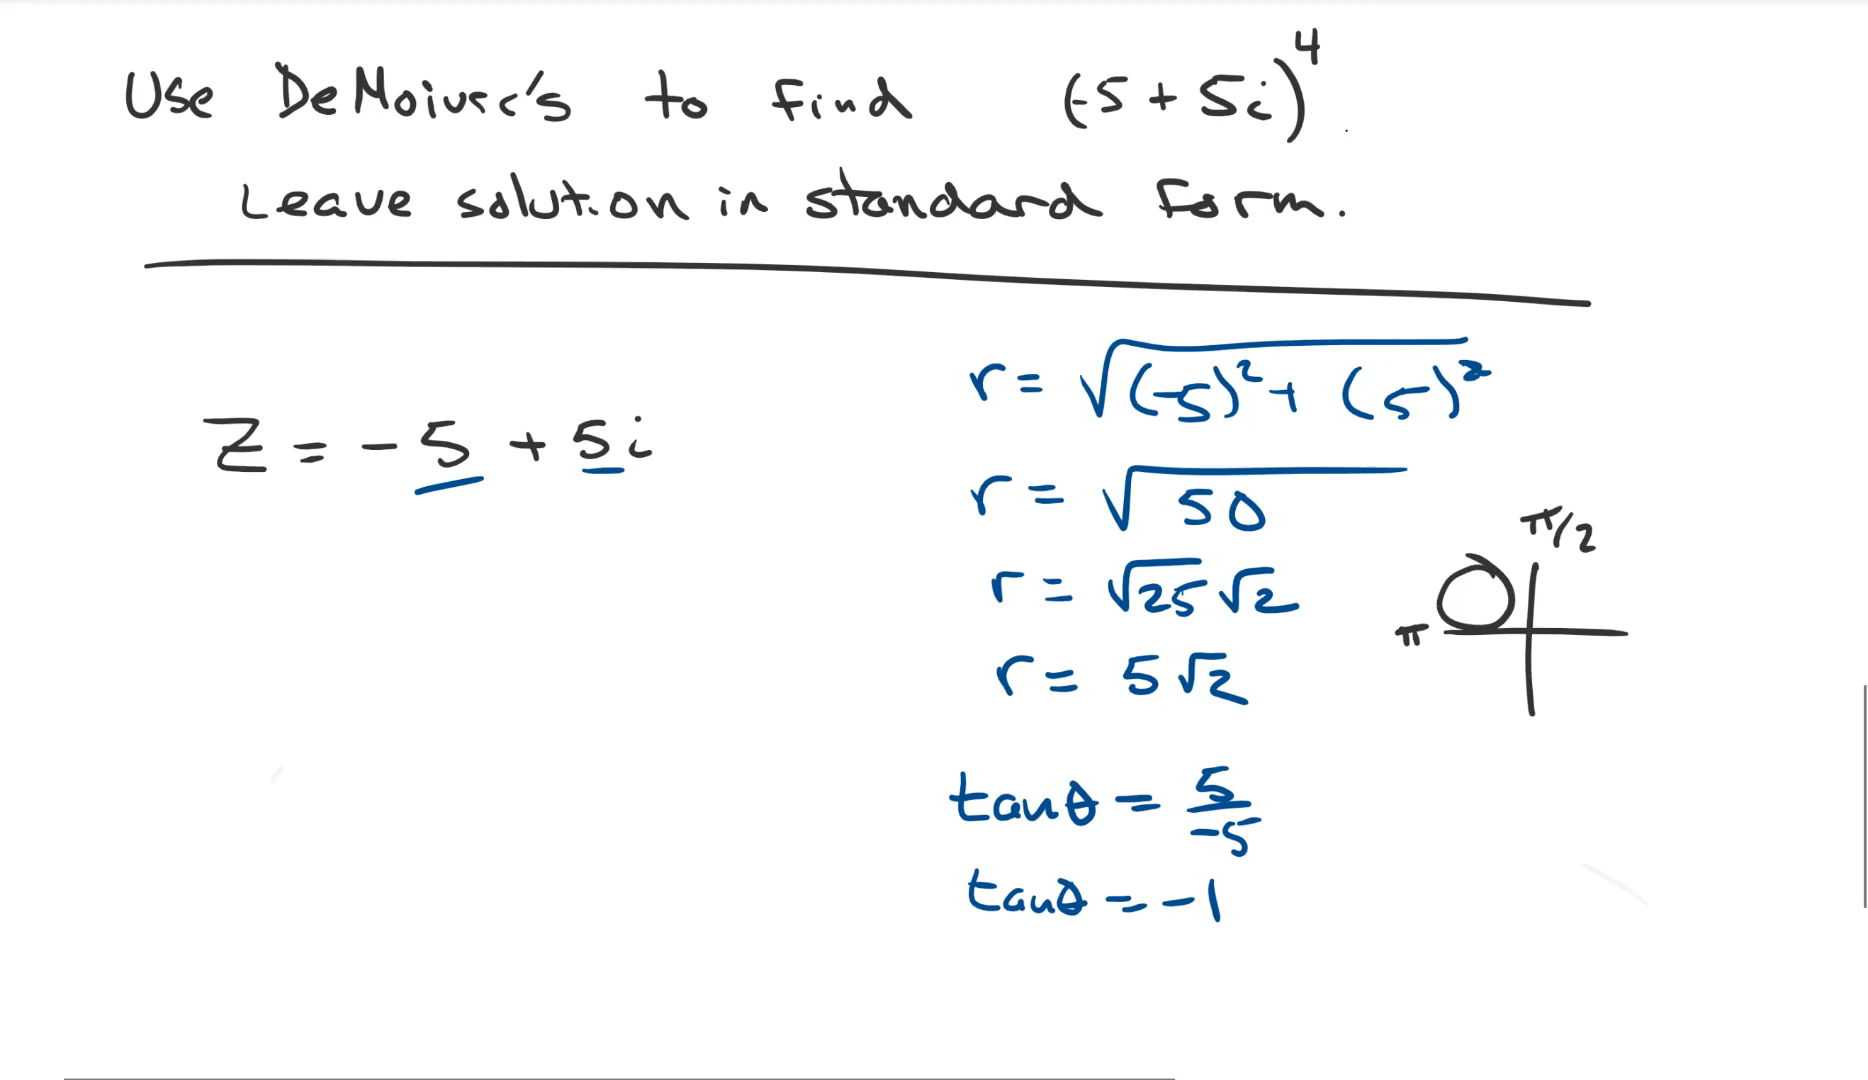 Use DeMoivre's to find (-5 + 5i)^4.
Leave solution in standard form.
z = -5 + 5i
r = √((-5)² + (5)²)
r = √50
r = √25 √2
r = 5√2
π/2
π
tanθ = 5/-5
tanθ = -1